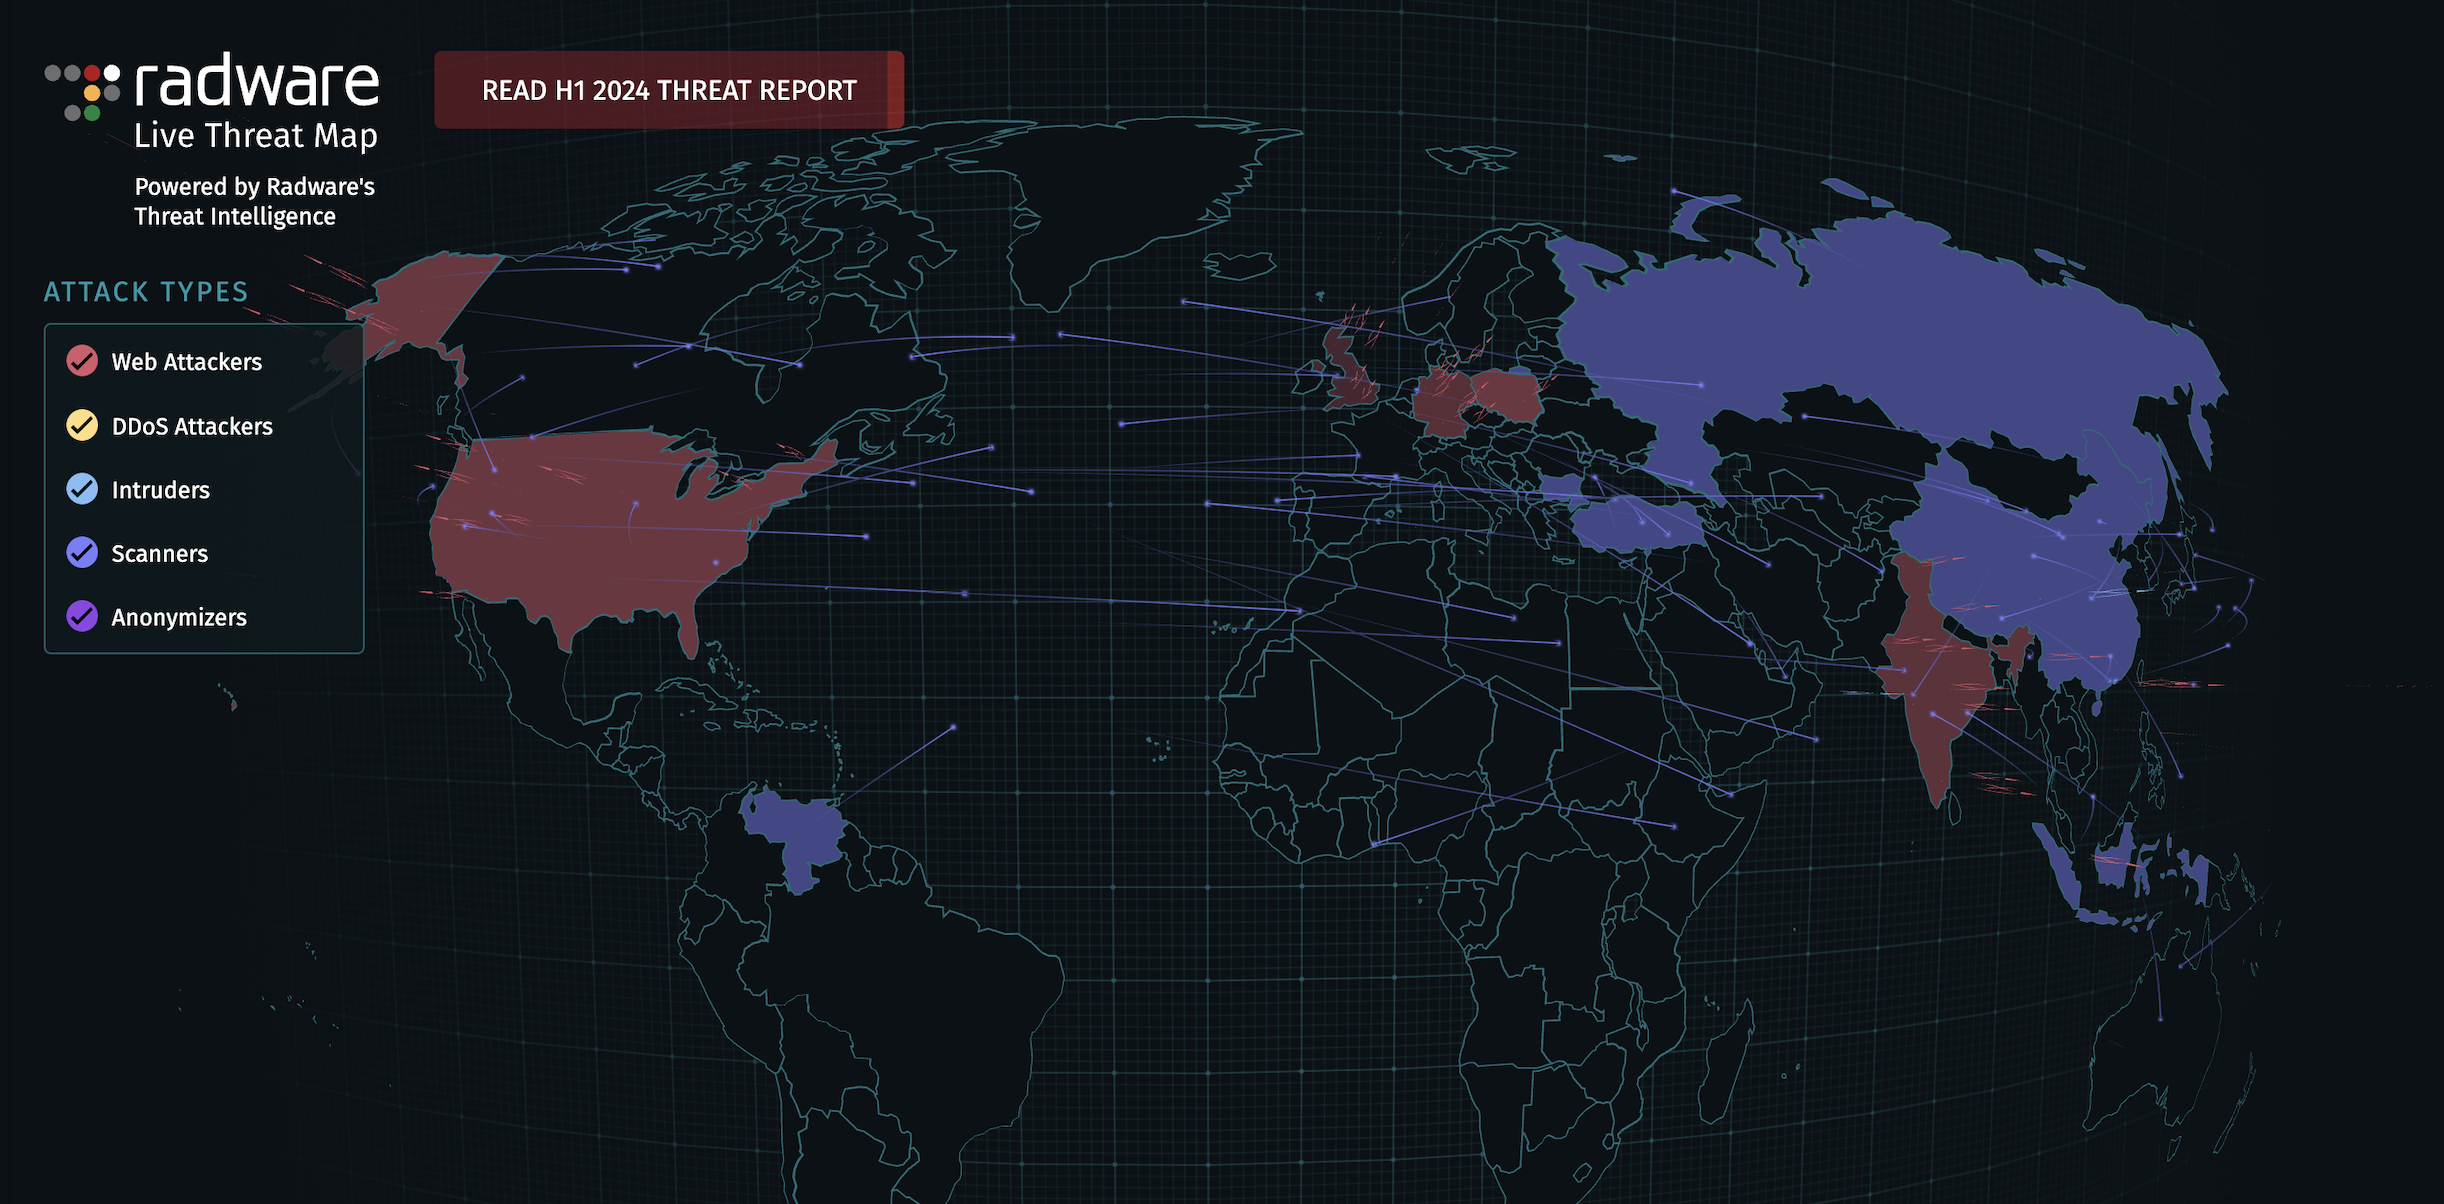 radware
Live Threat Map
Powered by Radware's
Threat Intelligence
READ H1 2024 THREAT REPORT
ATTACK TYPES
Web Attackers
DDoS Attackers
Intruders
Scanners
Anonymizers